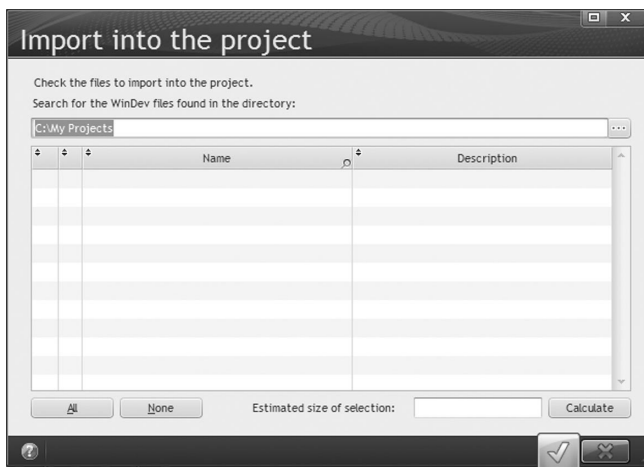 Import into the project
Check the files to import into the project.
Search for the WinDev files found in the directory:
C:\My Projects
...
Name
Description
All
None
Estimated size of selection:
Calculate